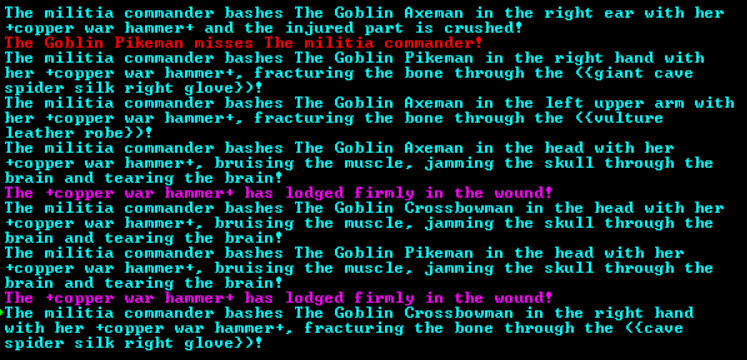 The militia commander bashes The Goblin Axeman in the right ear with her
+copper war hammer+ and the injured part is crushed!
The Goblin Pikeman misses The militia commander!
The militia commander bashes The Goblin Pikeman in the right hand with
her +copper war hammer+, fracturing the bone through the ({giant cave
spider silk right glove})!
The militia commander bashes The Goblin Axeman in the left upper arm with
her +copper war hammer+, fracturing the bone through the ({vulture
leather robe})!
The militia commander bashes The Goblin Axeman in the head with her
+copper war hammer+, bruising the muscle, jamming the skull through the
brain and tearing the brain!
The +copper war hammer+ has lodged firmly in the wound!
The militia commander bashes The Goblin Crossbowman in the head with her
+copper war hammer+, bruising the muscle, jamming the skull through the
brain and tearing the brain!
The militia commander bashes The Goblin Pikeman in the head with her
+copper war hammer+, bruising the muscle, jamming the skull through the
brain and tearing the brain!
The +copper war hammer+ has lodged firmly in the wound!
The militia commander bashes The Goblin Crossbowman in the right hand
with her +copper war hammer+, fracturing the bone through the ({cave
spider silk right glove})!